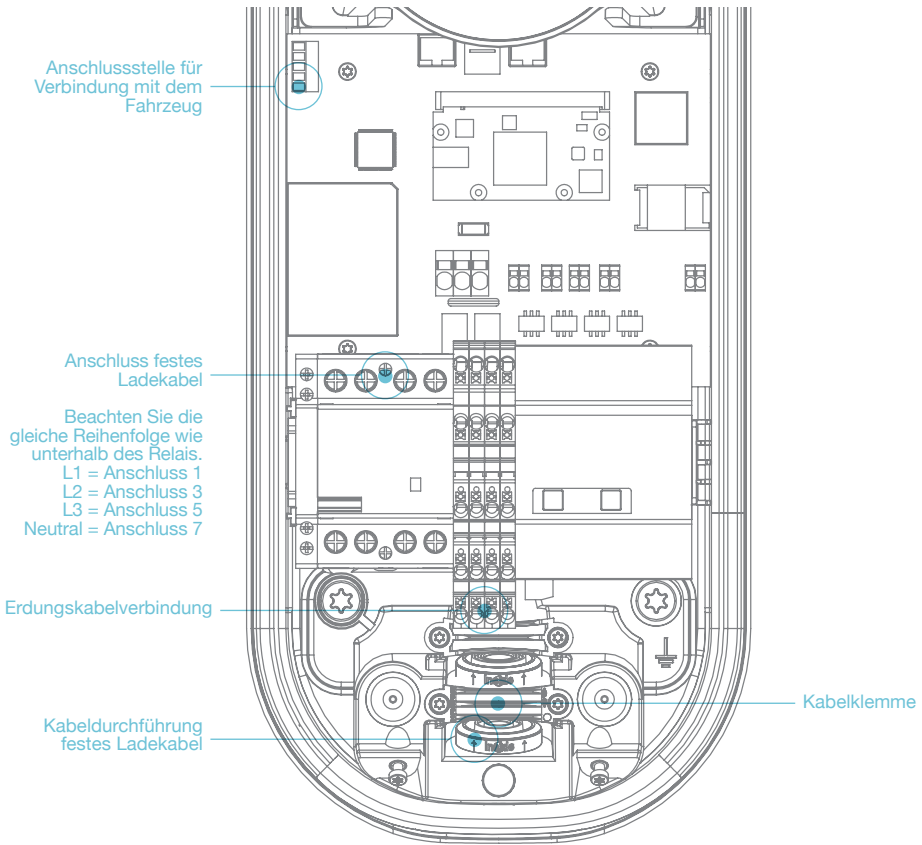 Anschlussstelle für
Verbindung mit dem
Fahrzeug
Anschluss festes
Ladekabel
Beachten Sie die
gleiche Reihenfolge wie
unterhalb des Relais.
L1 = Anschluss 1
L2 = Anschluss 3
L3 = Anschluss 5
Neutral = Anschluss 7
Erdungskabelverbindung
Kabelklemme
Kabeldurchführung
festes Ladekabel